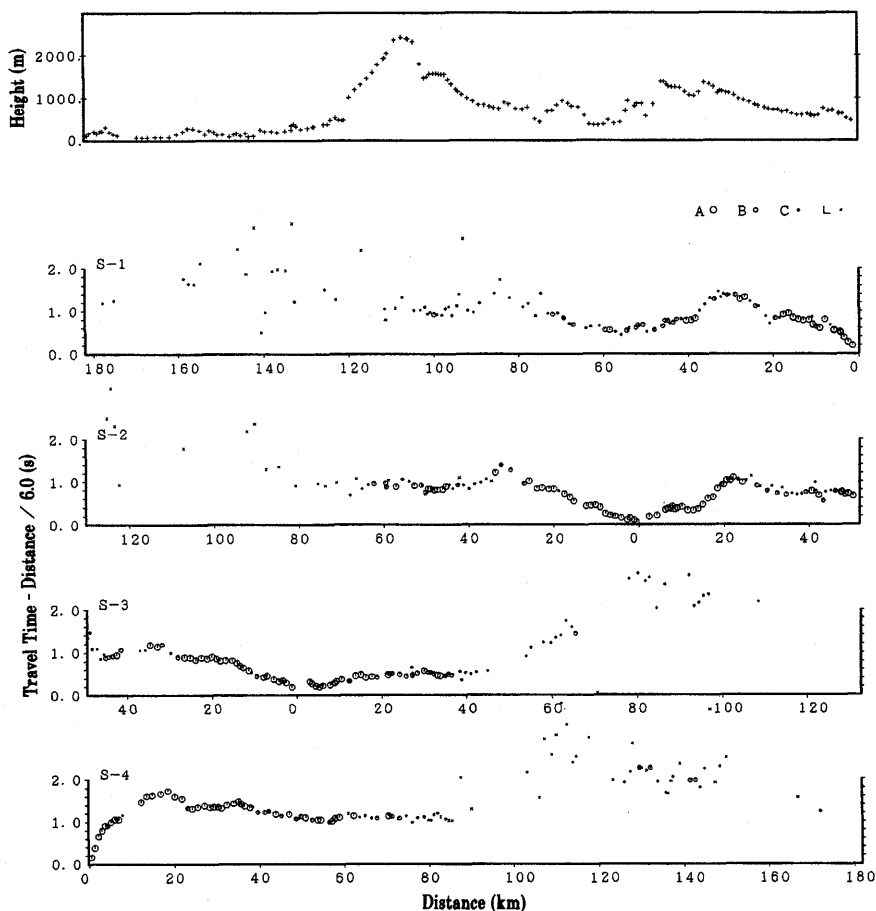 Height (m)
2000.
1000.
0.
A B C L
S-1
2. 0
1. 0
0. 0
180 160 140 120 100 80 60 40 20 0
S-2
2. 0
1. 0
0. 0
120 100 80 60 40 20 0 20 40
S-3
2. 0
1. 0
0. 0
40 20 0 20 40 60 80 100 120
S-4
2. 0
1. 0
0. 0
0 20 40 60 80 100 120 140 160 180
Travel Time - Distance / 6.0 (s)
Distance (km)